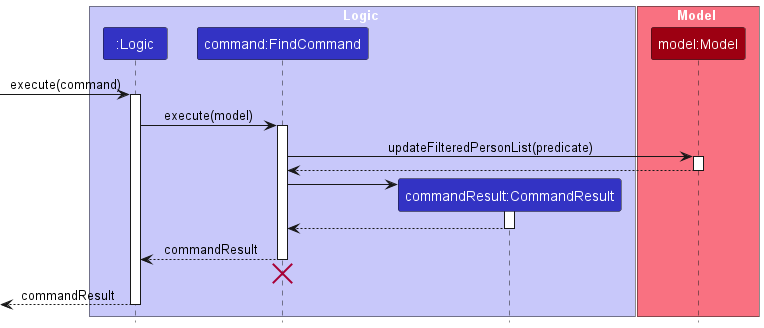 Logic
Model
:Logic
command:FindCommand
model:Model
execute(command)
execute(model)
updateFilteredPersonList(predicate)
commandResult:CommandResult
commandResult
commandResult